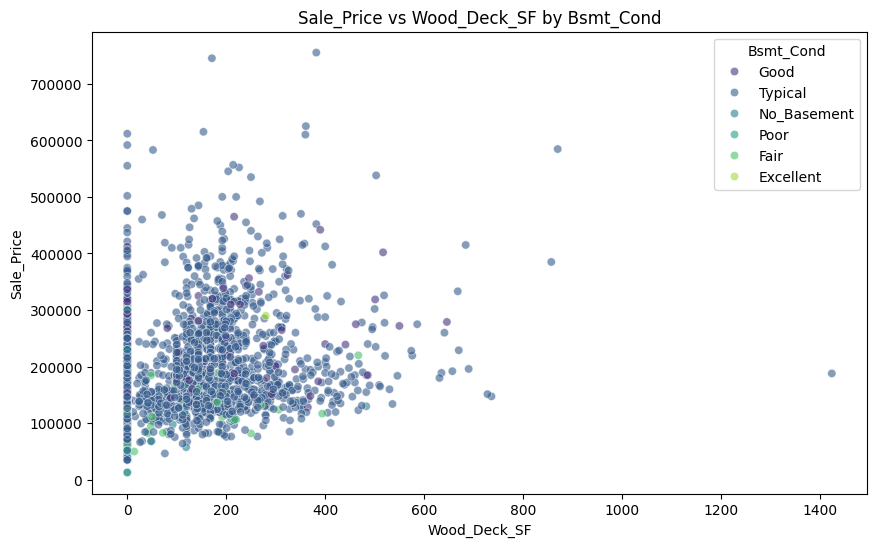 Sale_Price vs Wood_Deck_SF by Bsmt_Cond
Bsmt_Cond
Good
Typical
No_Basement
Poor
Fair
Excellent
700000
600000
500000
400000
300000
200000
100000
0
Sale_Price
0 200 400 600 800 1000 1200 1400
Wood_Deck_SF